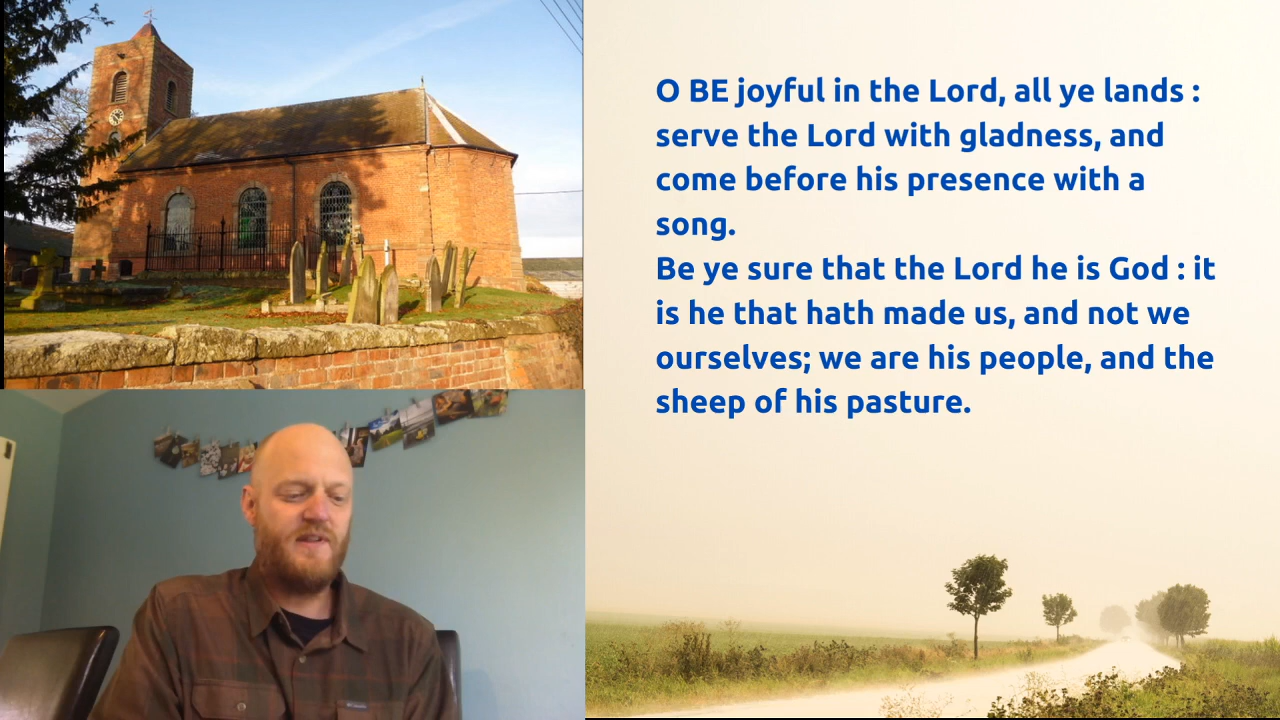 O BE joyful in the Lord, all ye lands :
serve the Lord with gladness, and
come before his presence with a
song.
Be ye sure that the Lord he is God : it
is he that hath made us, and not we
ourselves; we are his people, and the
sheep of his pasture.